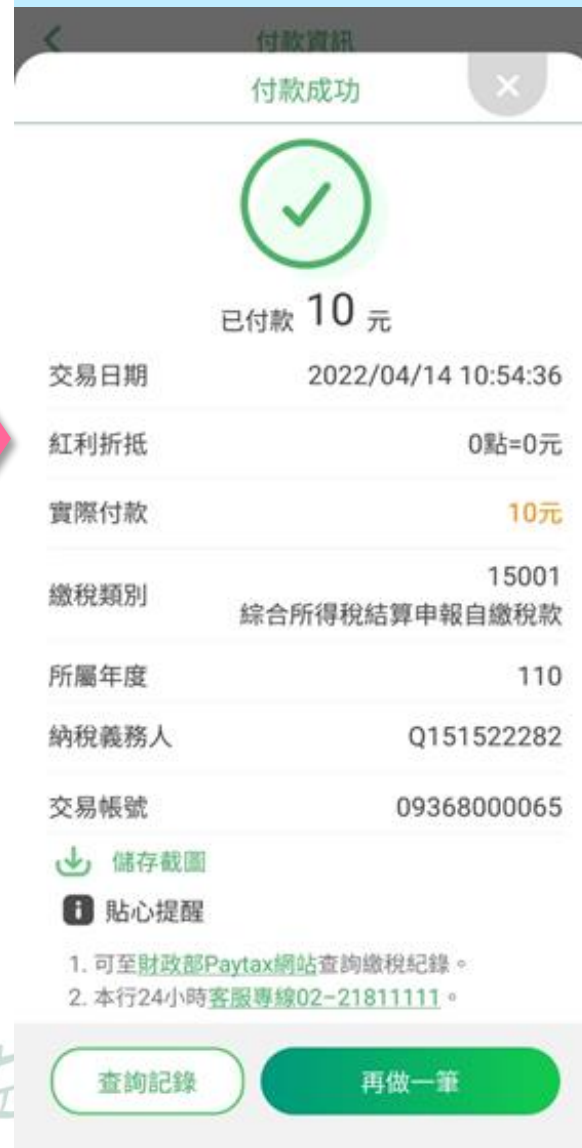 付款資訊
付款成功
已付款 10 元
交易日期 2022/04/14 10:54:36
紅利折抵 0點=0元
實際付款 10元
繳稅類別 15001
綜合所得稅結算申報自繳稅款
所屬年度 110
納稅義務人 Q151522282
交易帳號 09368000065
儲存截圖
貼心提醒
1. 可至財政部Paytax網站查詢繳稅紀錄。
2. 本行24小時客服專線02-21811111。
查詢記錄 再做一筆